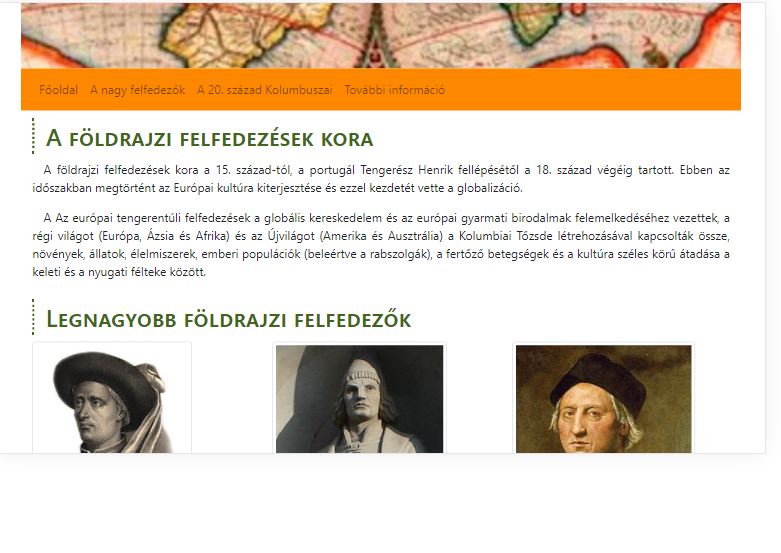 Főoldal A nagy felfedezők A 20. század Kolumbuszai További információ
A földrajzi felfedezések kora
A földrajzi felfedezések kora a 15. század-tól, a portugál Tengerész Henrik fellépésétől a 18. század végéig tartott. Ebben az
időszakban megtörtént az Európai kultúra kiterjesztése és ezzel kezdetét vette a globalizáció.
A Az európai tengerentúli felfedezések a globális kereskedelem és az európai gyarmati birodalmak felemelkedéséhez vezettek, a
régi világot (Európa, Ázsia és Afrika) és az Újvilágot (Amerika és Ausztrália) a Kolumbiai Tőzsde létrehozásával kapcsolták össze,
növények, állatok, élelmiszerek, emberi populációk (beleértve a rabszolgák), a fertőző betegségek és a kultúra széles körű átadása a
keleti és a nyugati félteke között.
Legnagyobb földrajzi felfedezők